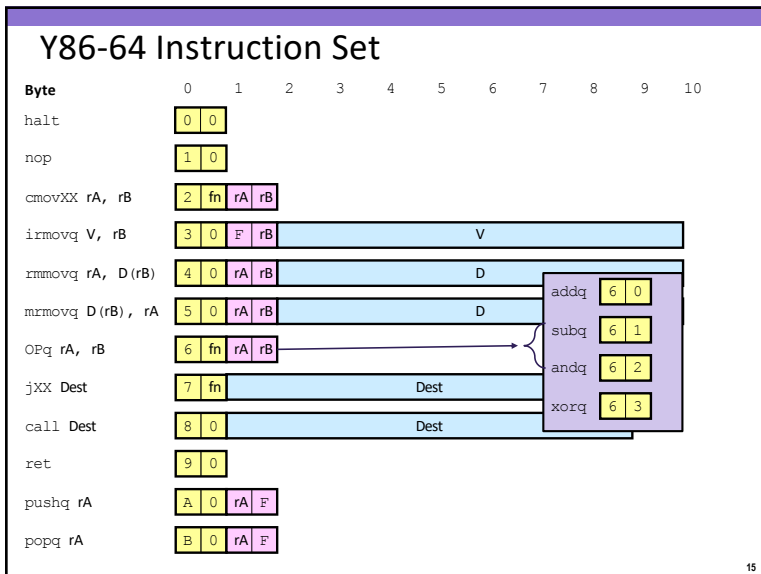 Y86-64 Instruction Set
Byte 0 1 2 3 4 5 6 7 8 9 10
halt 0 0
nop 1 0
cmovXX rA, rB 2 fn rA rB
irmovq V, rB 3 0 F rB V
rmmovq rA, D(rB) 4 0 rA rB D
addq 6 0
mrmovq D(rB), rA 5 0 rA rB D
subq 6 1
OPq rA, rB 6 fn rA rB
andq 6 2
jXX Dest 7 fn Dest
xorq 6 3
call Dest 8 0 Dest
ret 9 0
pushq rA A 0 rA F
popq rA B 0 rA F
15